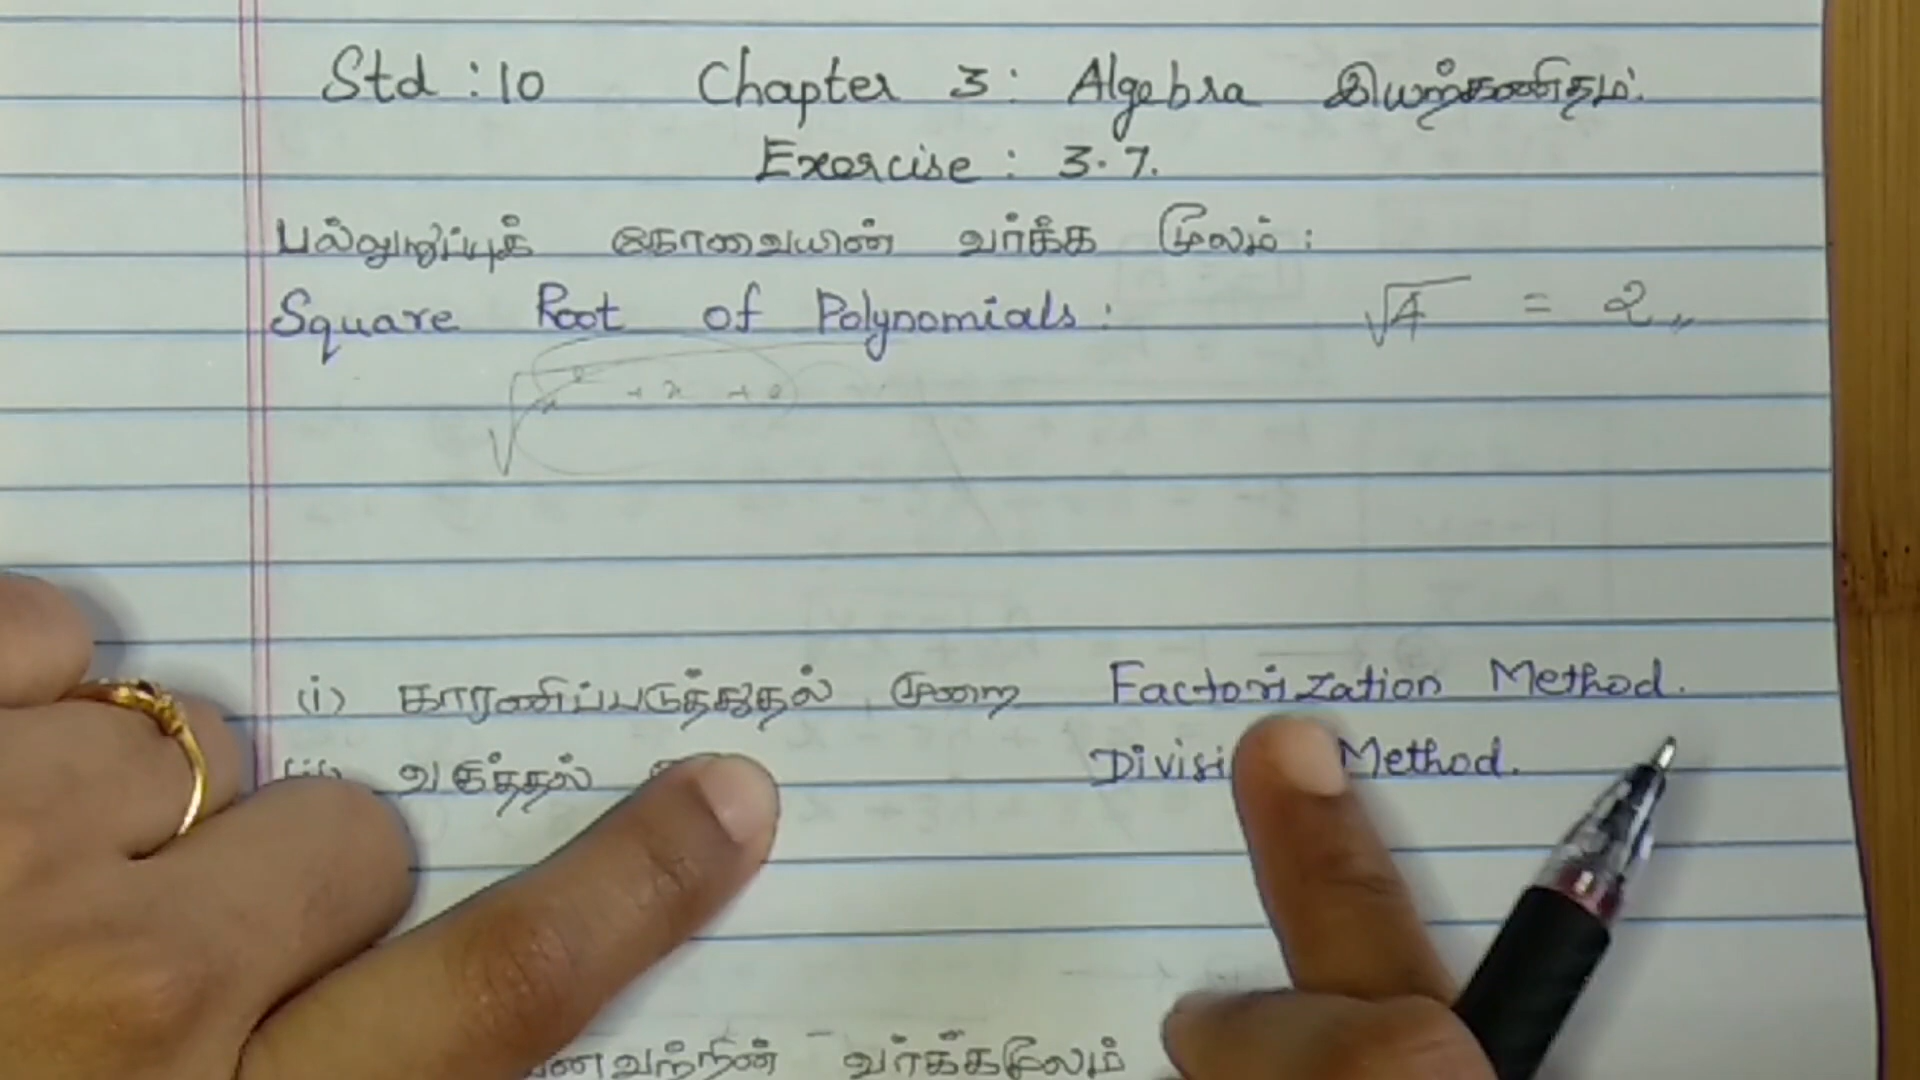 Std : 10 Chapter 3 : Algebra இயற்கணிதம்.
Exercise : 3.7.
பல்லுறுப்புக் கோவையின் வர்க்க மூலம் :
Square Root of Polynomials : √4 = 2,,
(i) காரணிப்படுத்துதல் முறை Factorization Method.
(ii) வகுத்தல் Method.
வர்க்கமூலம்